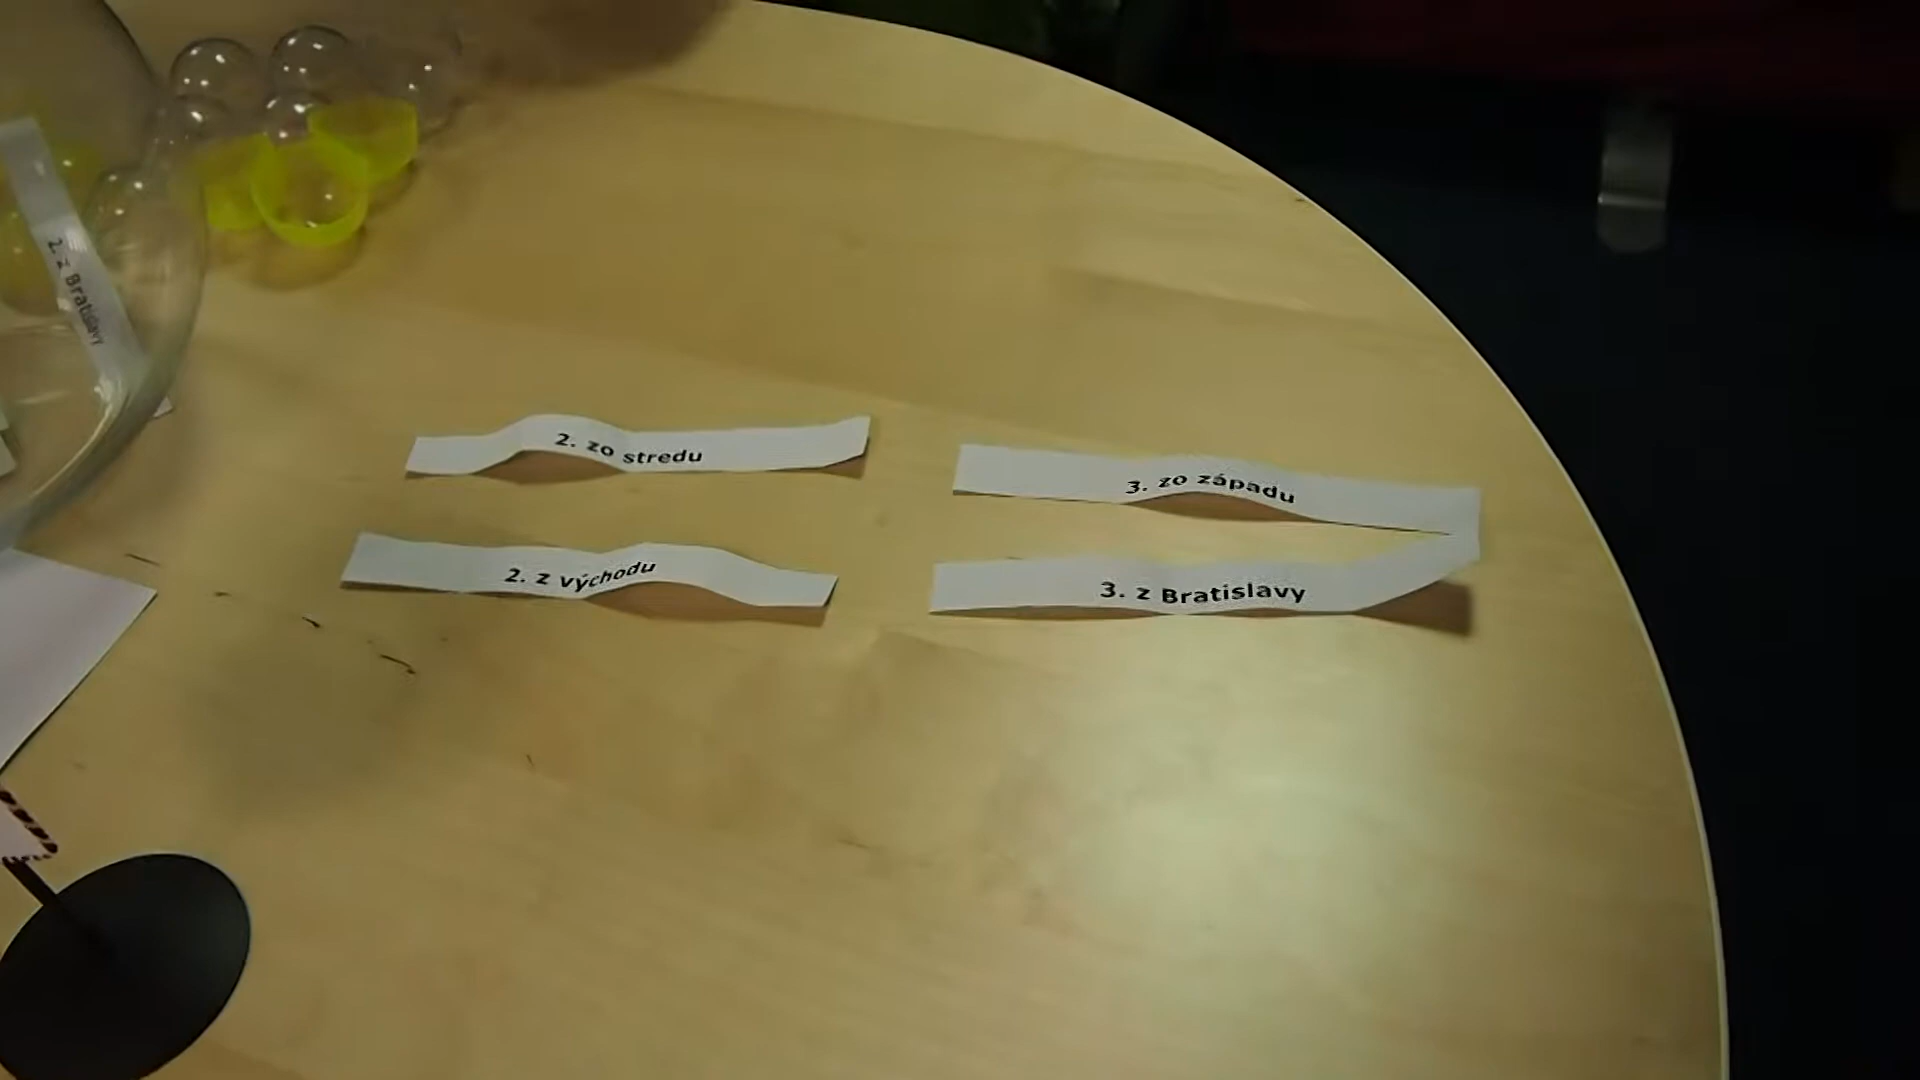 2. z Bratislavy
2. zo stredu
3. zo západu
2. z východu
3. z Bratislavy